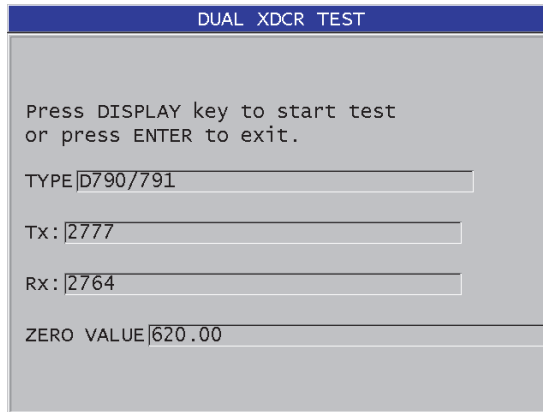 DUAL XDCR TEST
Press DISPLAY key to start test
or press ENTER to exit.
TYPE D790/791
Tx: 2777
Rx: 2764
ZERO VALUE 620.00